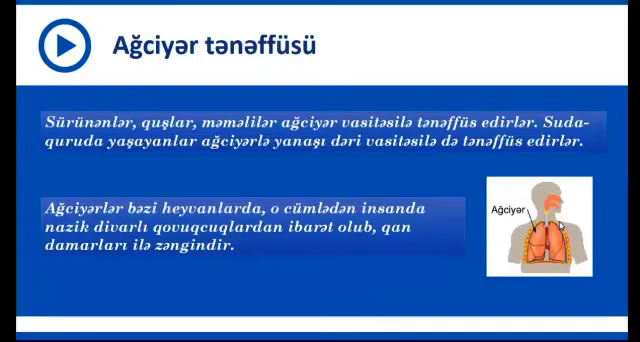 Ağciyər tənəffüsü
Sürünənlər, quşlar, məməlilər ağciyər vasitəsilə tənəffüs edirlər. Suda-
quruda yaşayanlar ağciyərlə yanaşı dəri vasitəsilə də tənəffüs edirlər.
Ağciyərlər bəzi heyvanlarda, o cümlədən insanda
nazik divarlı qovuqcuqlardan ibarət olub, qan
damarları ilə zəngindir.
Ağciyər